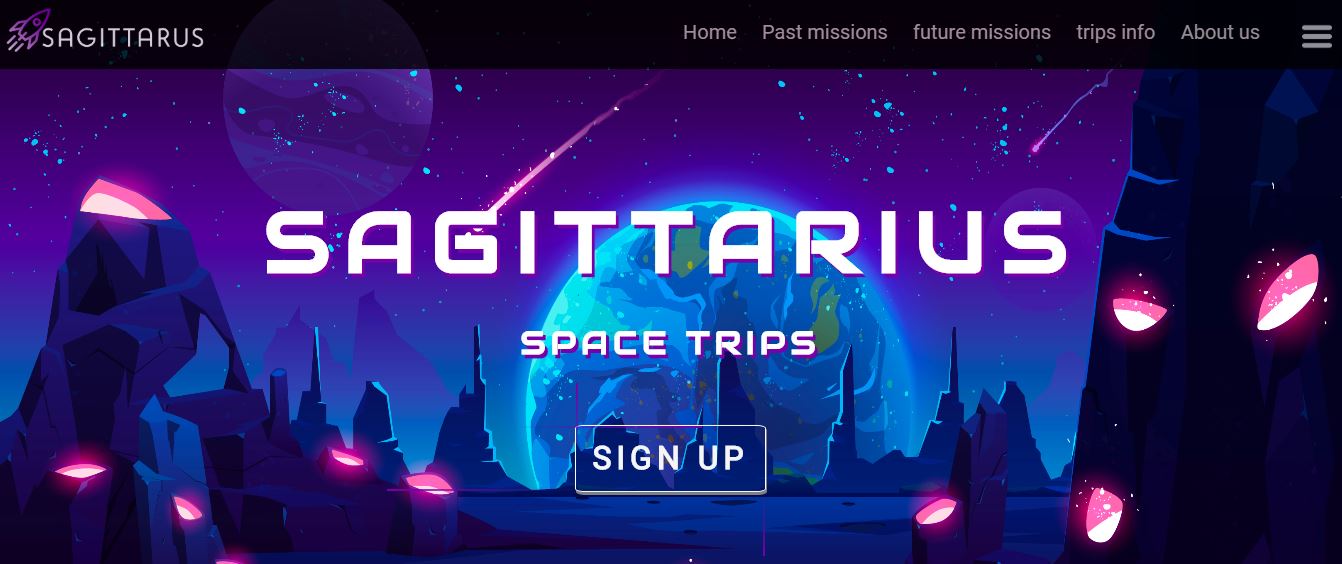 SAGITTARUS Home Past missions future missions trips info About us
SAGITTARIUS
SPACE TRIPS
SIGN UP